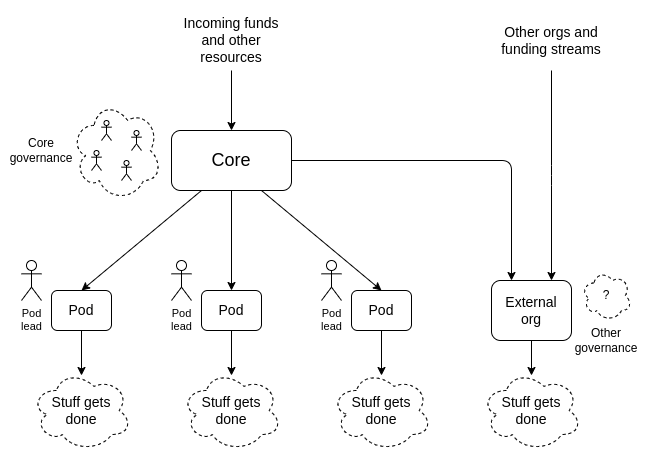 Incoming funds
and other
resources
Other orgs and
funding streams
Core
governance
Core
Pod
lead
Pod
Pod
lead
Pod
Pod
lead
Pod
External
org
?
Other
governance
Stuff gets
done
Stuff gets
done
Stuff gets
done
Stuff gets
done